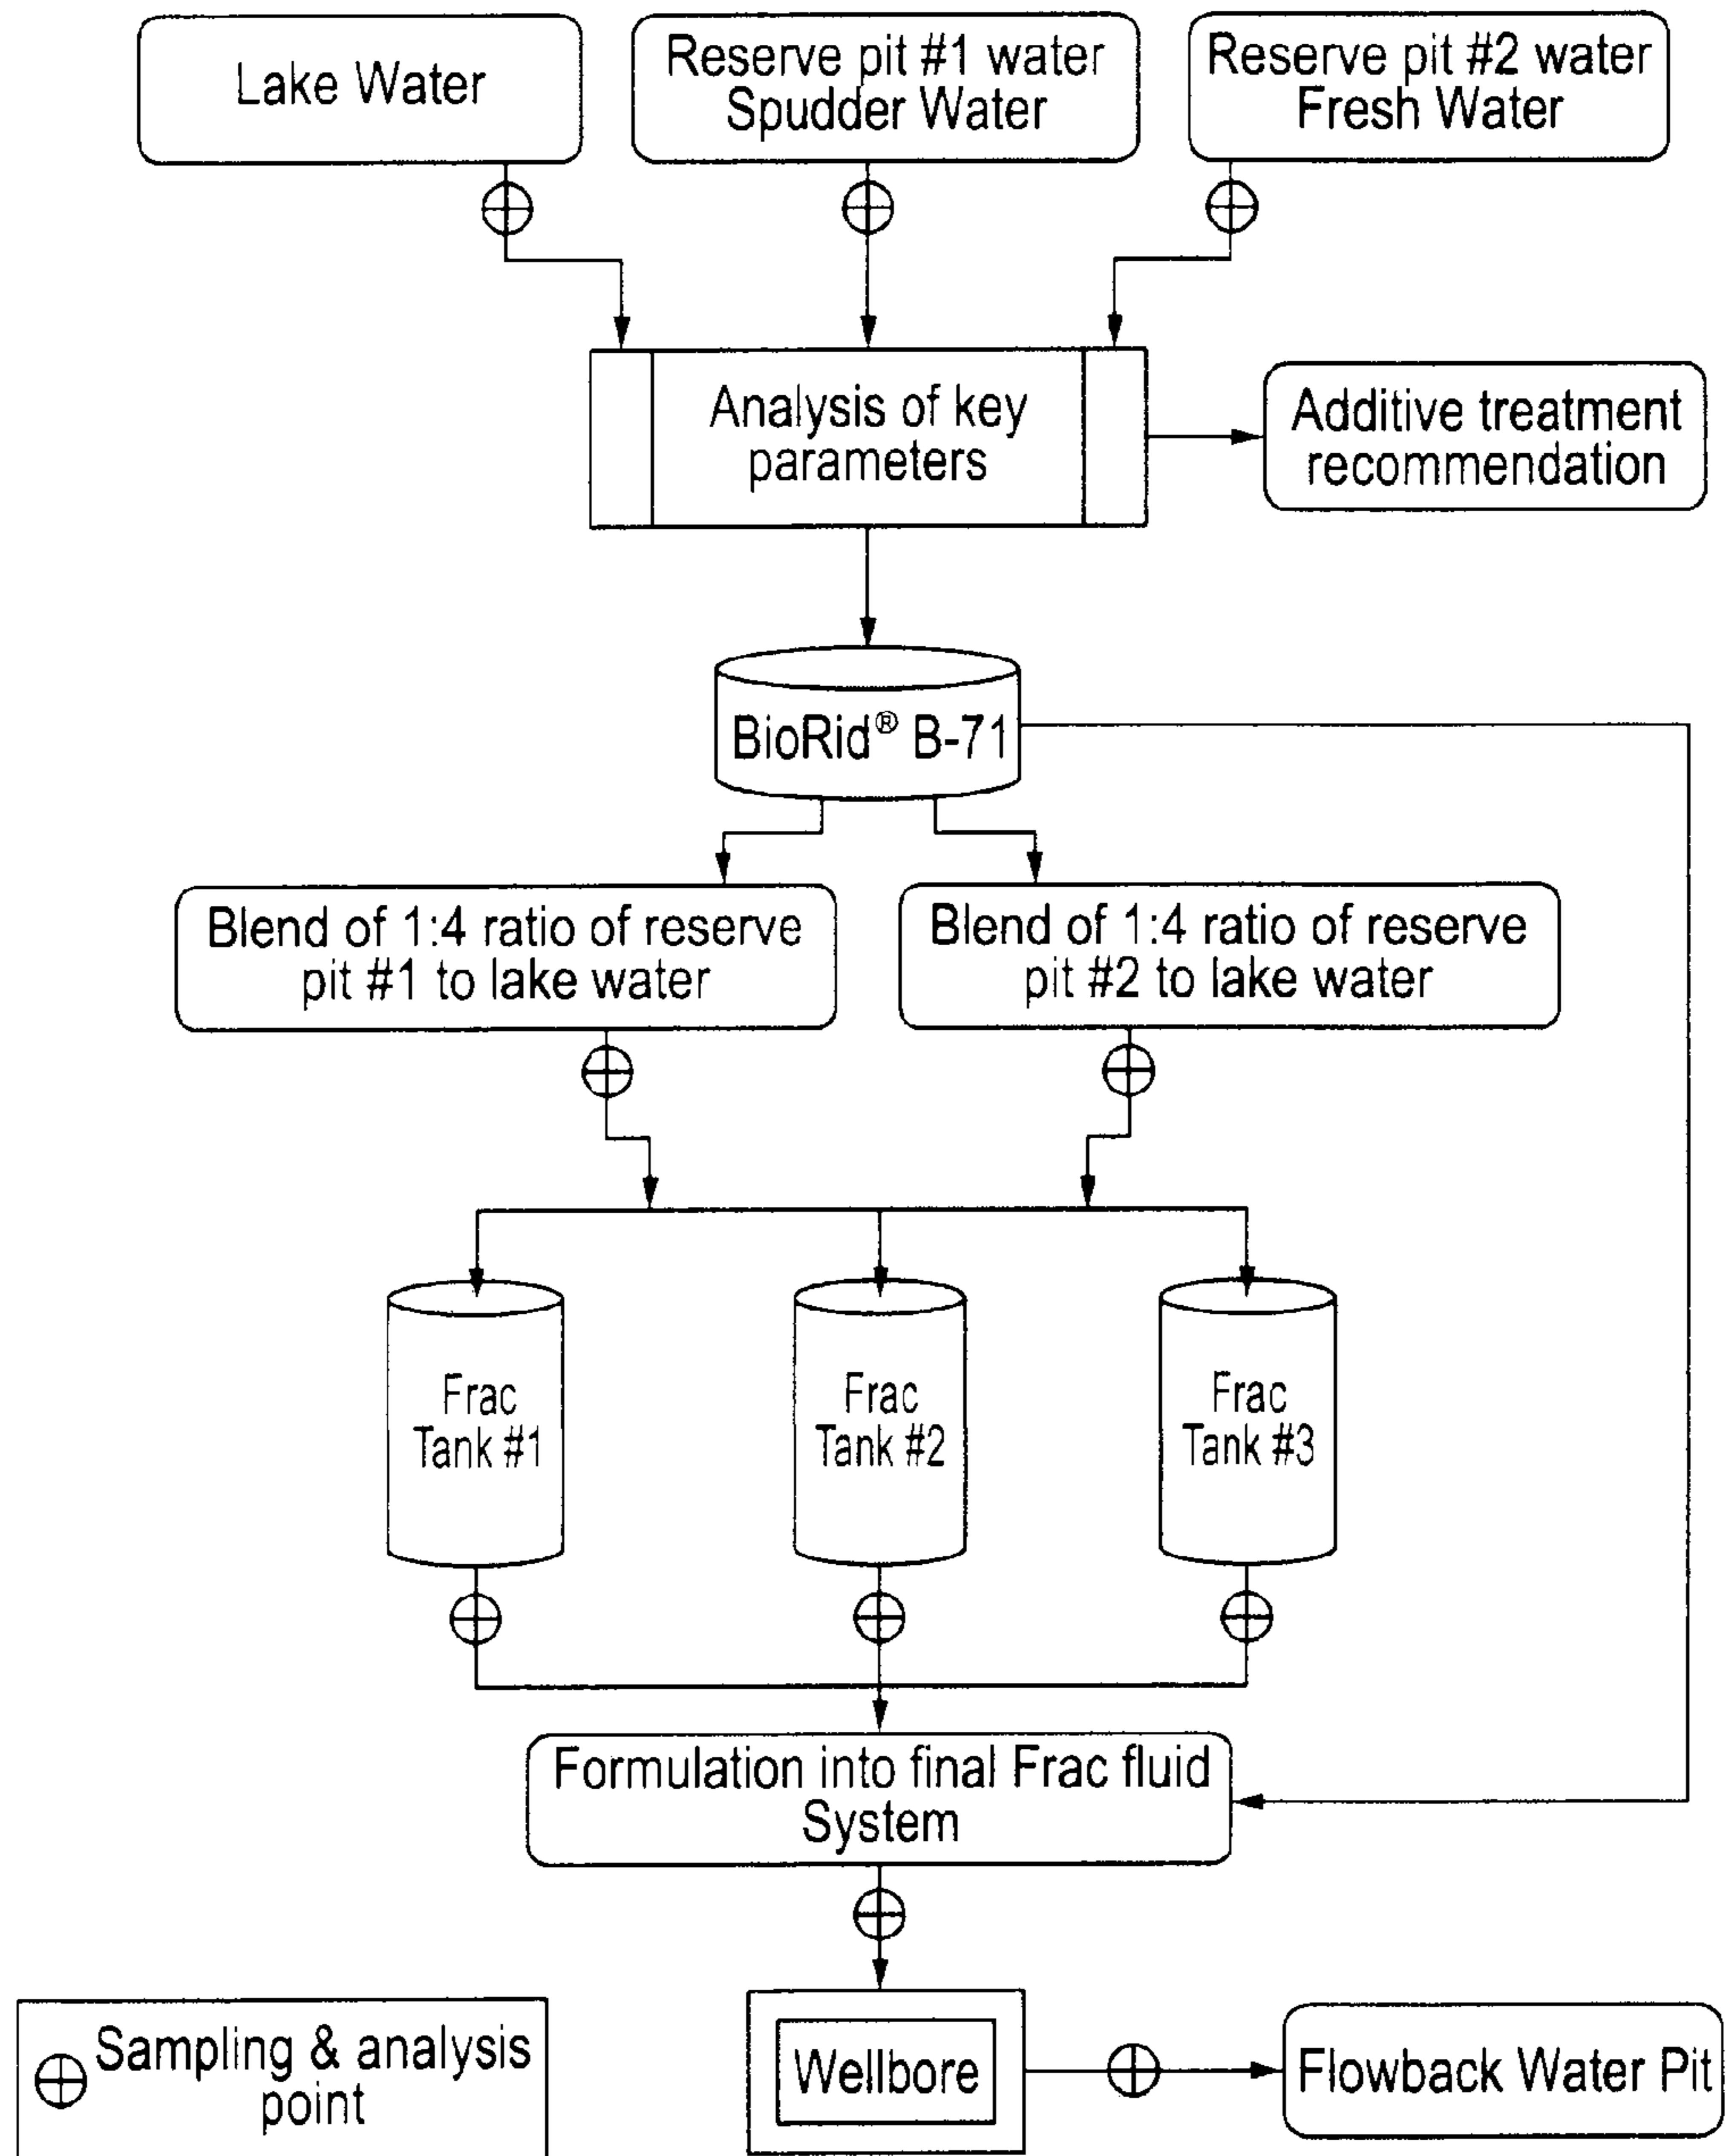 Lake Water
Reserve pit #1 water
Spudder Water
Reserve pit #2 water
Fresh Water
Analysis of key
parameters
Additive treatment
recommendation
BioRid® B-71
Blend of 1:4 ratio of reserve
pit #1 to lake water
Blend of 1:4 ratio of reserve
pit #2 to lake water
Frac
Tank #1
Frac
Tank #2
Frac
Tank #3
Formulation into final Frac fluid
System
Sampling & analysis
point
Wellbore
Flowback Water Pit